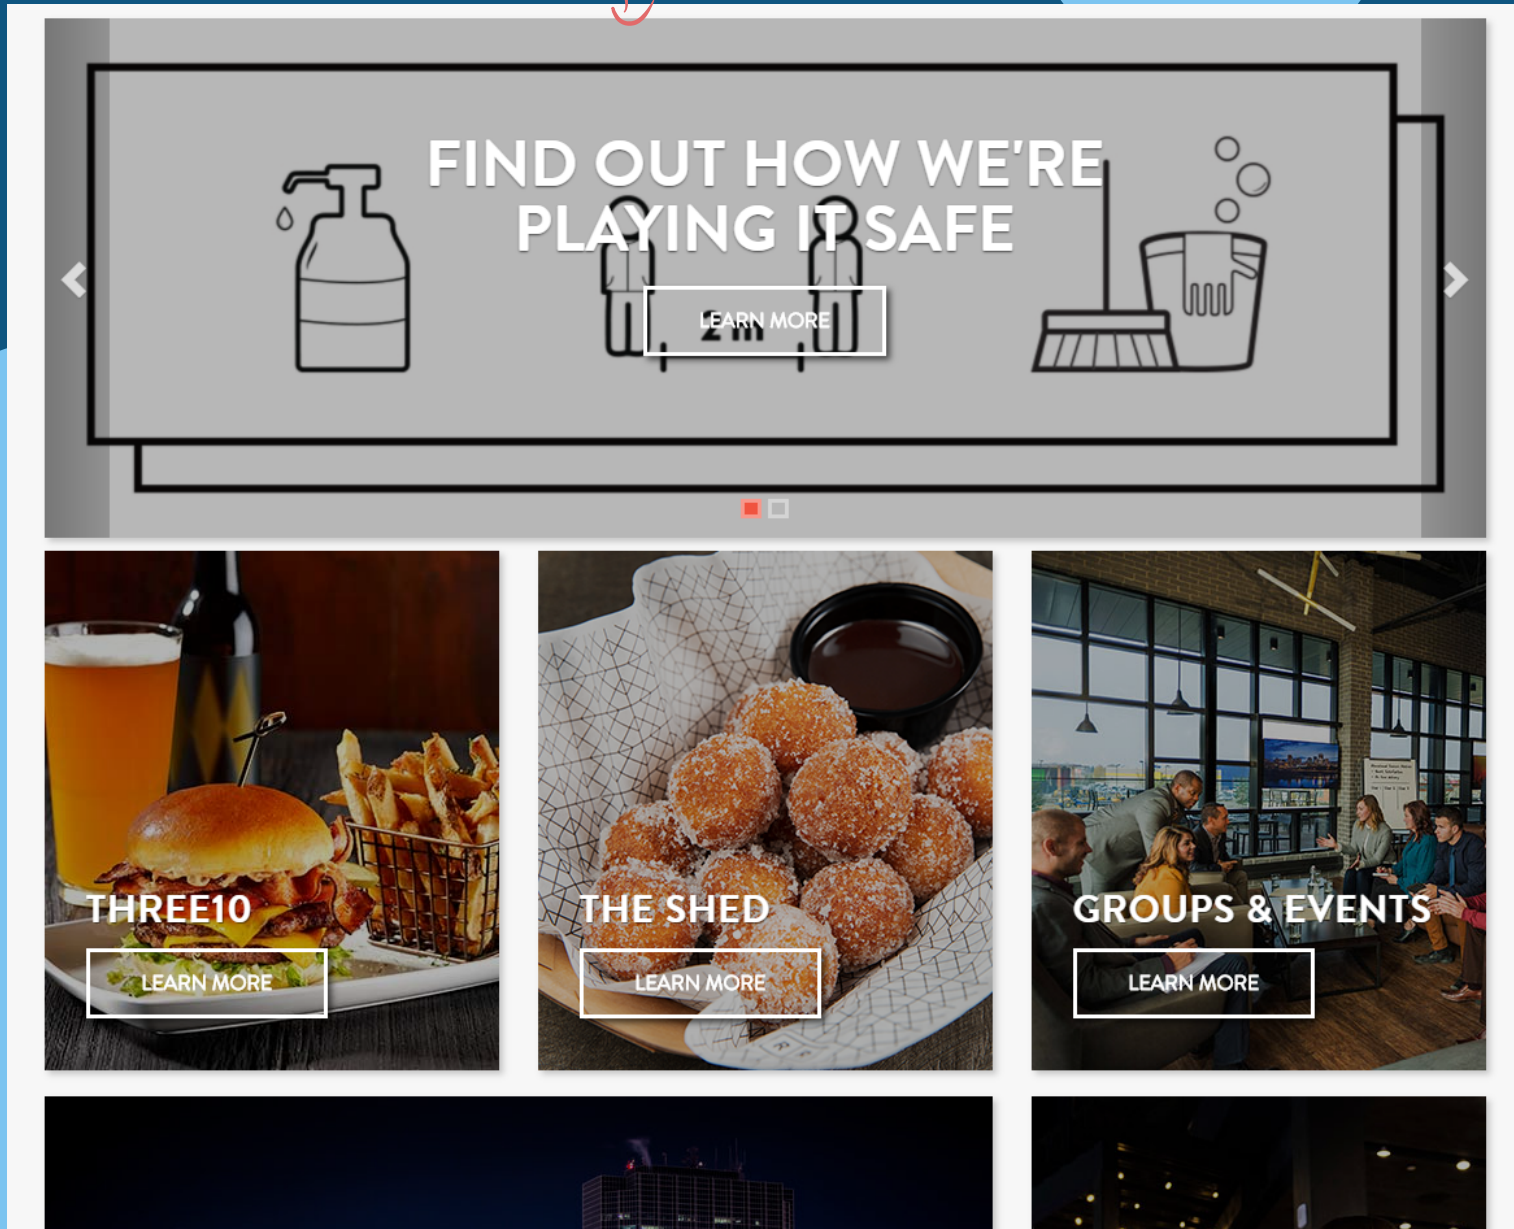 FIND OUT HOW WE'RE
PLAYING IT SAFE
LEARN MORE
2 m
THREE10
LEARN MORE
THE SHED
LEARN MORE
GROUPS & EVENTS
LEARN MORE